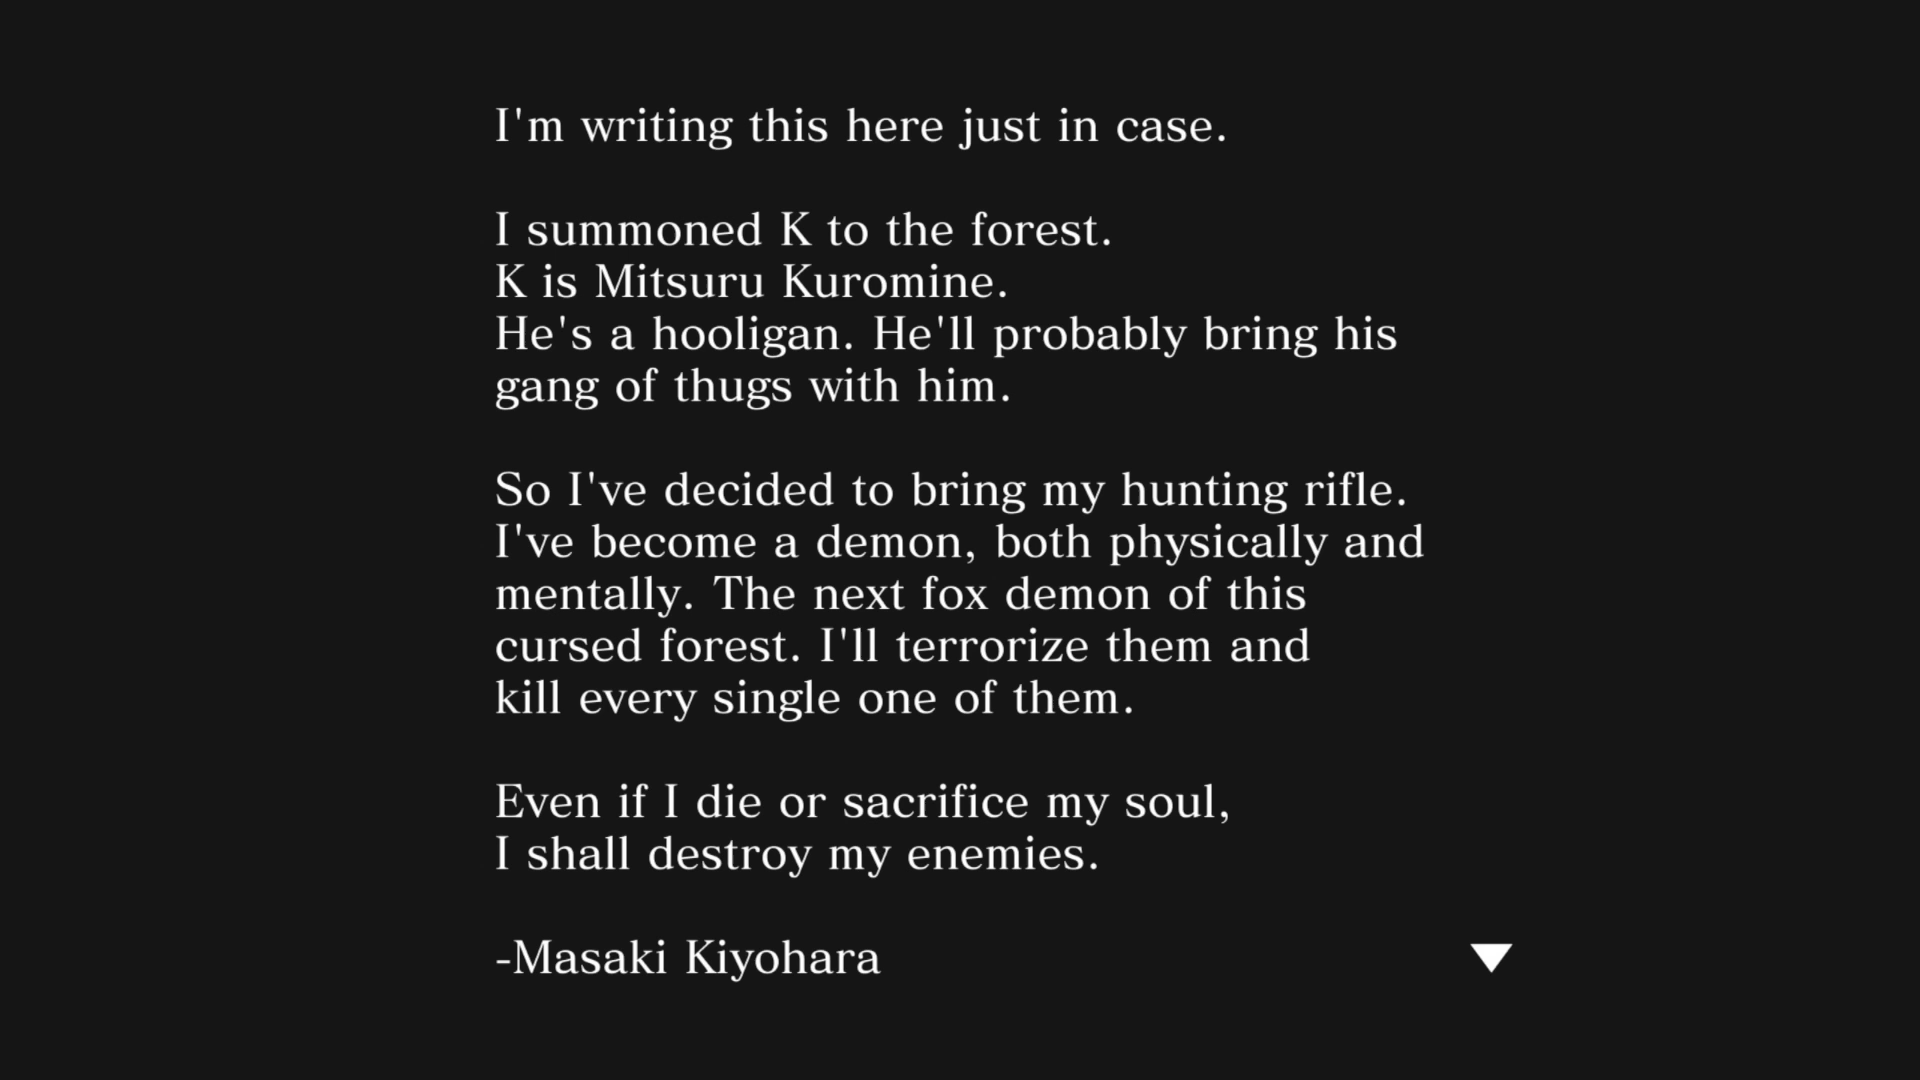 I'm writing this here just in case.
I summoned K to the forest.
K is Mitsuru Kuromine.
He's a hooligan. He'll probably bring his
gang of thugs with him.
So I've decided to bring my hunting rifle.
I've become a demon, both physically and
mentally. The next fox demon of this
cursed forest. I'll terrorize them and
kill every single one of them.
Even if I die or sacrifice my soul,
I shall destroy my enemies.
-Masaki Kiyohara